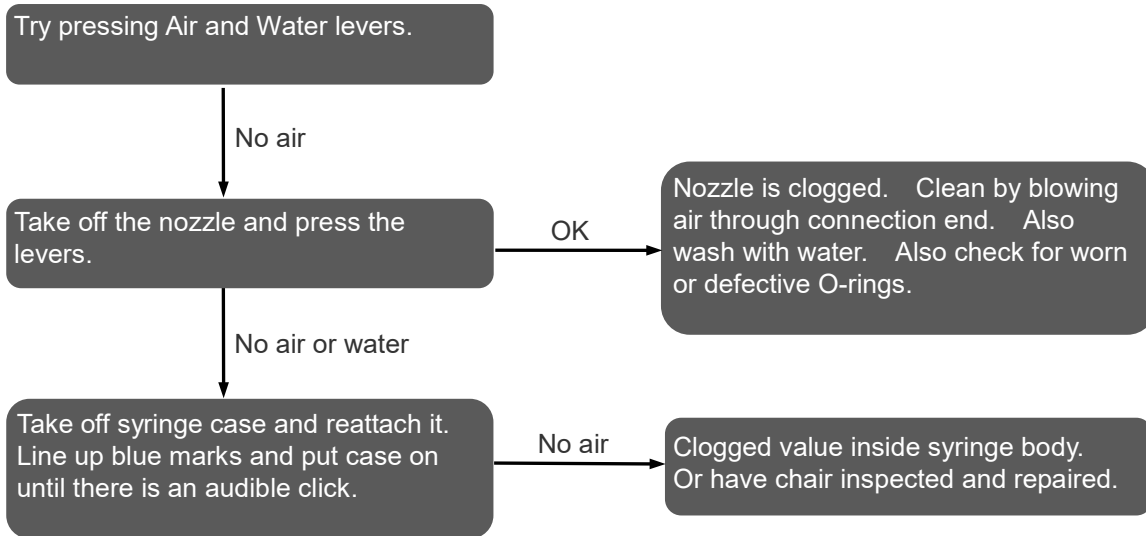 Try pressing Air and Water levers.
No air
Take off the nozzle and press the
levers.
OK
Nozzle is clogged. Clean by blowing
air through connection end. Also
wash with water. Also check for worn
or defective O-rings.
No air or water
Take off syringe case and reattach it.
Line up blue marks and put case on
until there is an audible click.
No air
Clogged value inside syringe body.
Or have chair inspected and repaired.